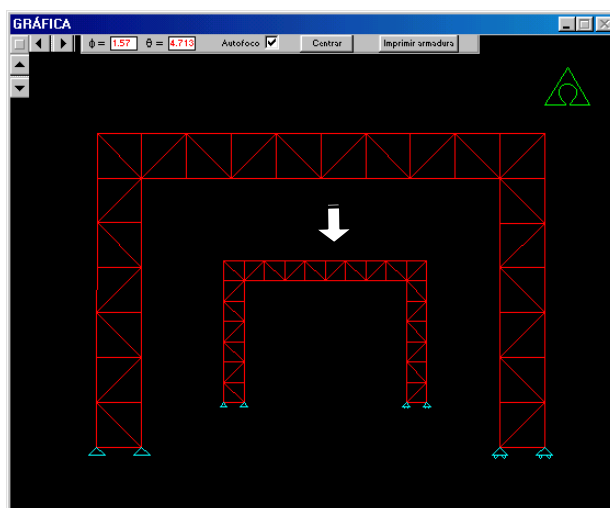 GRÁFICA
ϕ = 1.57 θ = 4.713 Autofoco Centrar Imprimir armadura